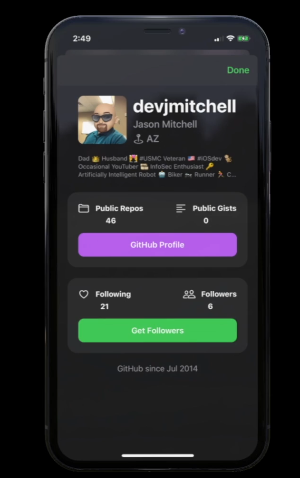 2:49
Done
devjmitchell
Jason Mitchell
AZ
Dad 👨‍👧 Husband 👫 #USMC Veteran 🇺🇸 #iOSdev 👨‍💻
Occasional YouTuber 📹 InfoSec Enthusiast 🔑
Artificially Intelligent Robot 🤖 Biker 🏍 Runner 🏃 C...
Public Repos
Public Gists
46
0
GitHub Profile
Following
Followers
21
6
Get Followers
GitHub since Jul 2014